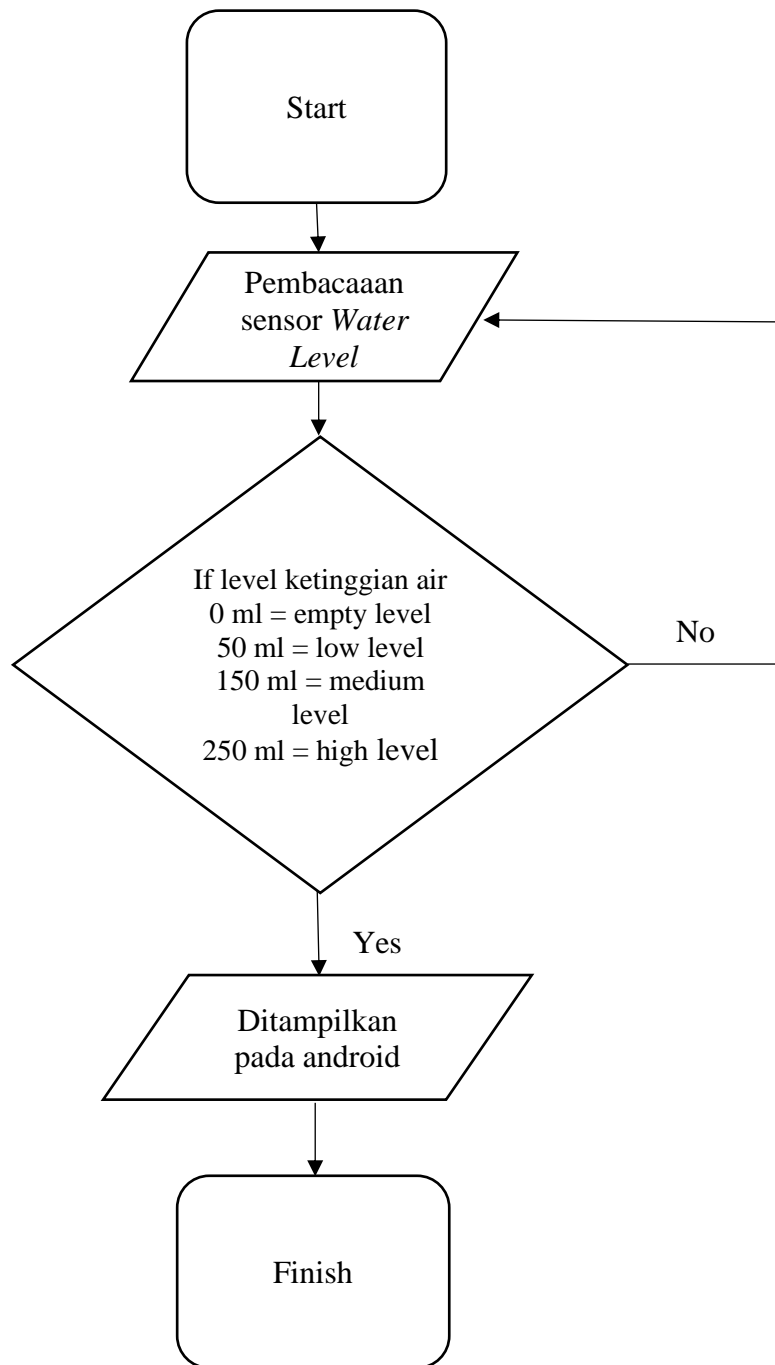 Start
Pembacaaan
sensor Water
Level
If level ketinggian air
0 ml = empty level
50 ml = low level
150 ml = medium
level
250 ml = high level
No
Yes
Ditampilkan
pada android
Finish